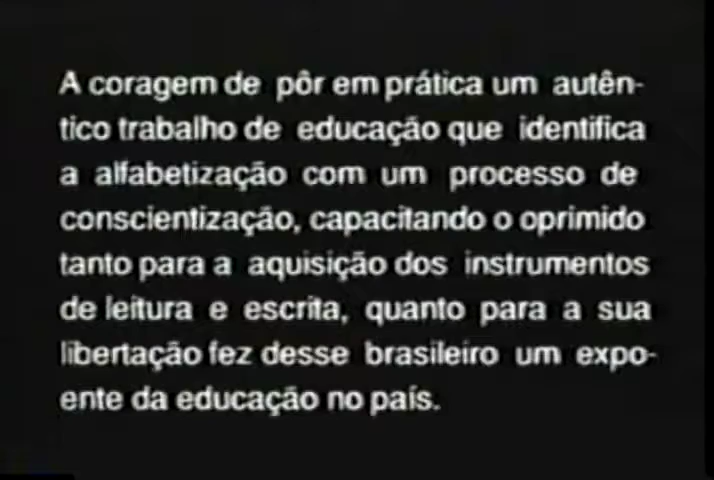 A coragem de pôr em prática um autên-
tico trabalho de educação que identifica
a alfabetização com um processo de
conscientização, capacitando o oprimido
tanto para a aquisição dos instrumentos
de leitura e escrita, quanto para a sua
libertação fez desse brasileiro um expo-
ente da educação no país.